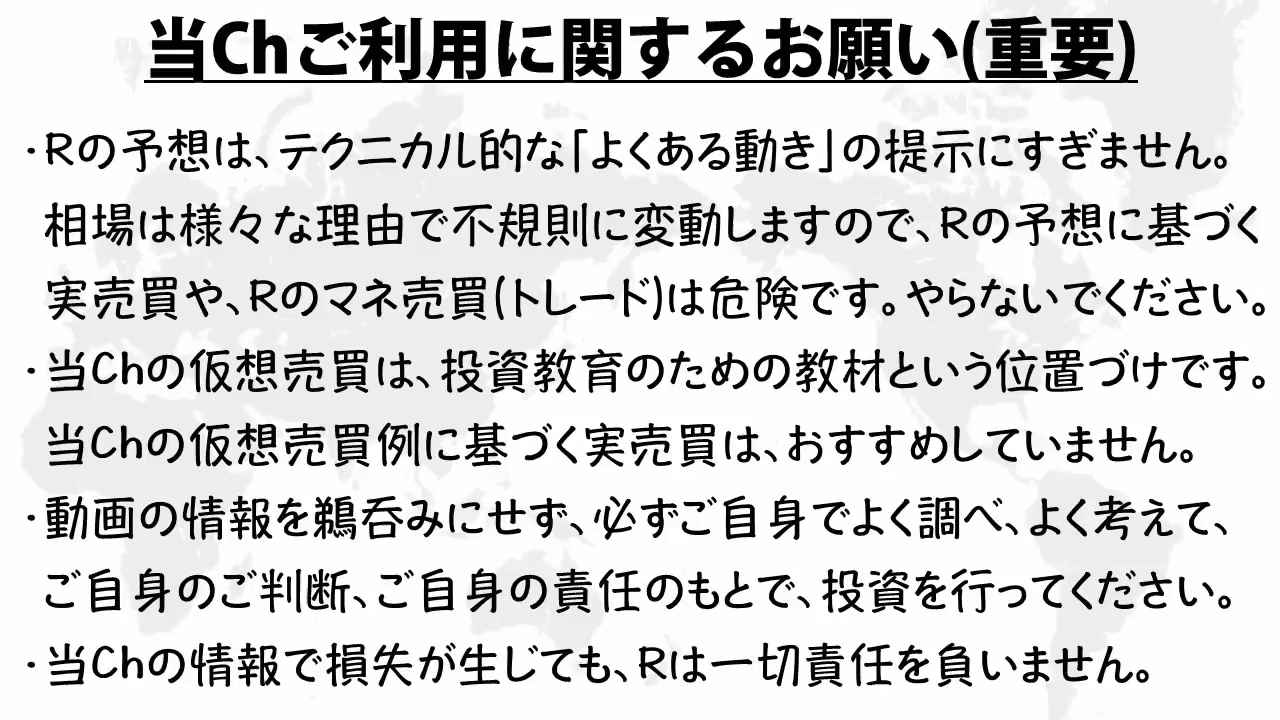 当Chご利用に関するお願い(重要)
・Rの予想は、テクニカル的な「よくある動き」の提示にすぎません。
相場は様々な理由で不規則に変動しますので、Rの予想に基づく
実売買や、Rのマネ売買(トレード)は危険です。やらないでください。
・当Chの仮想売買は、投資教育のための教材という位置づけです。
当Chの仮想売買例に基づく実売買は、おすすめしていません。
・動画の情報を鵜呑みにせず、必ずご自身でよく調べ、よく考えて、
ご自身のご判断、ご自身の責任のもとで、投資を行ってください。
・当Chの情報で損失が生じても、Rは一切責任を負いません。